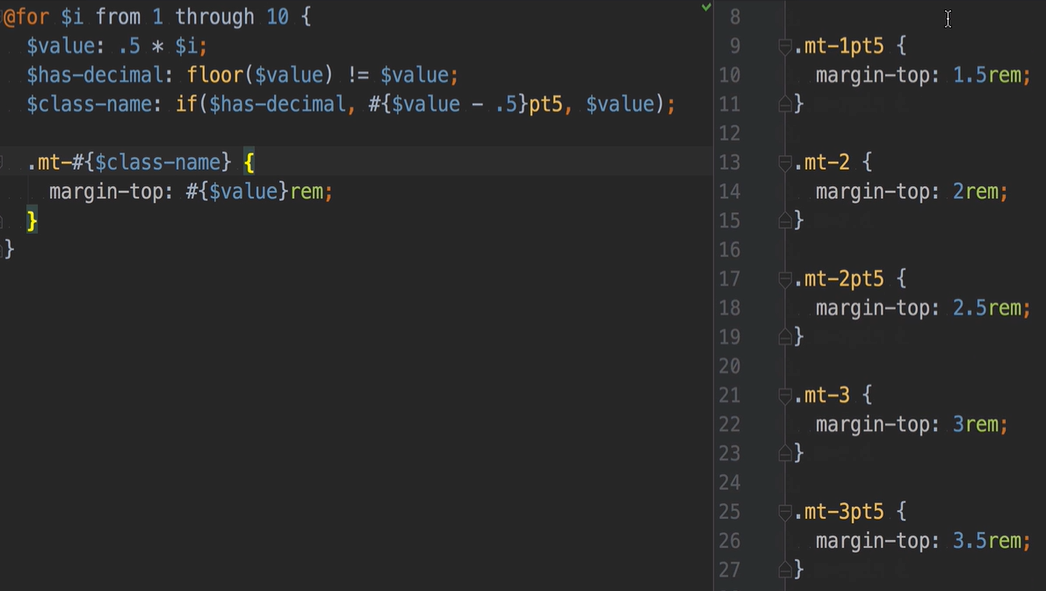 @for $i from 1 through 10 {
$value: .5 * $i;
$has-decimal: floor($value) != $value;
$class-name: if($has-decimal, #{$value - .5}pt5, $value);
.mt-#{$class-name} {
margin-top: #{$value}rem;
}
}
8
9 .mt-1pt5 {
10 margin-top: 1.5rem;
11 }
12
13 .mt-2 {
14 margin-top: 2rem;
15 }
16
17 .mt-2pt5 {
18 margin-top: 2.5rem;
19 }
20
21 .mt-3 {
22 margin-top: 3rem;
23 }
24
25 .mt-3pt5 {
26 margin-top: 3.5rem;
27 }